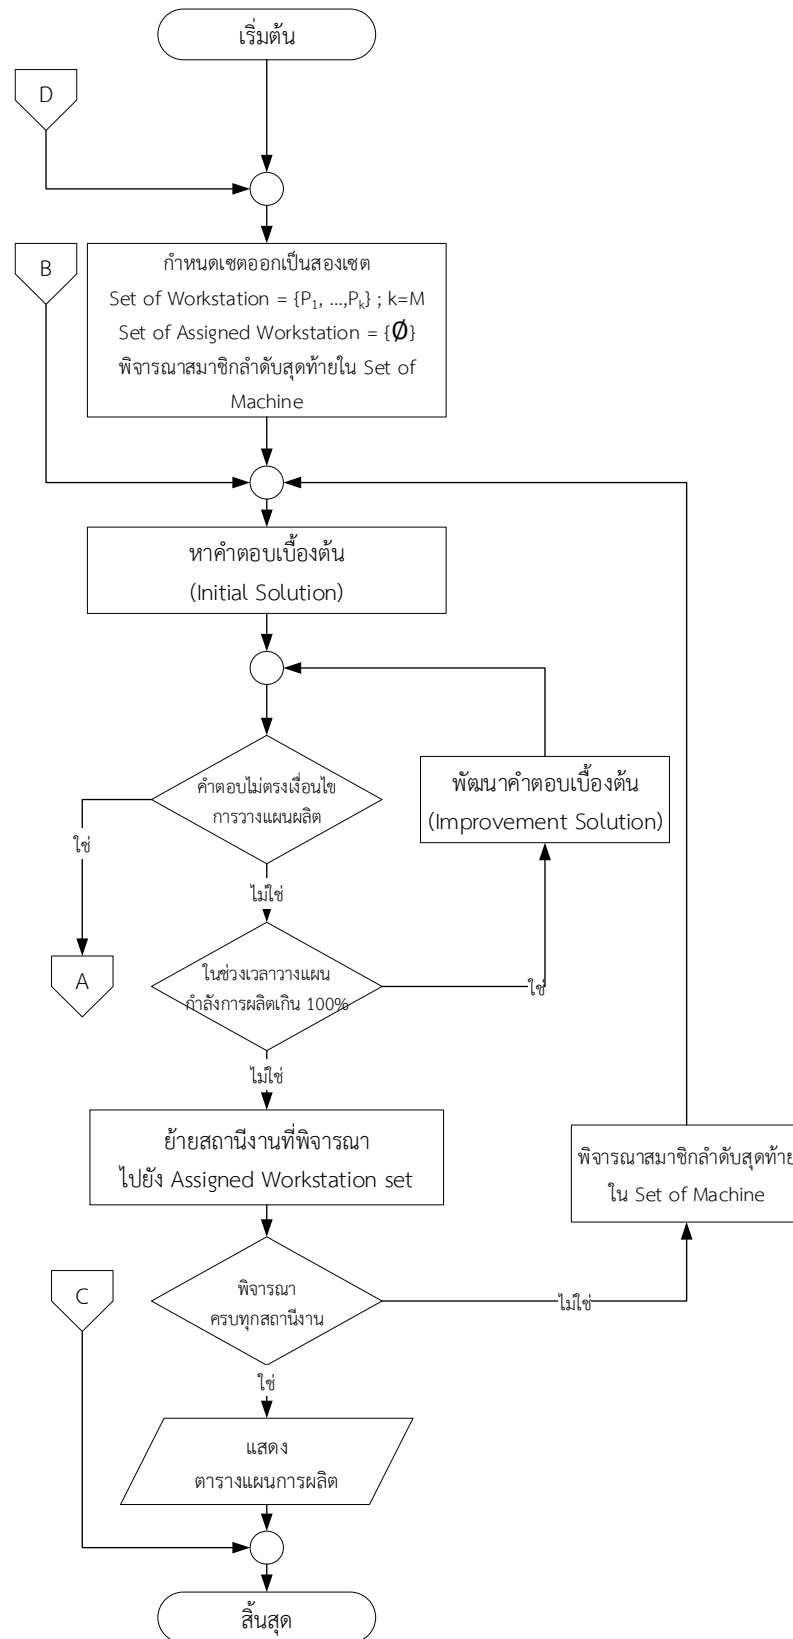 เริ่มต้น
D
B
กำหนดเซตออกเป็นสองเซต
Set of Workstation = {P1, ...,Pk} ; k=M
Set of Assigned Workstation = {Ø}
พิจารณาสมาชิกลำดับสุดท้ายใน Set of
Machine
หาคำตอบเบื้องต้น
(Initial Solution)
คำตอบไม่ตรงเงื่อนไข
การวางแผนผลิต
พัฒนาคำตอบเบื้องต้น
(Improvement Solution)
ใช่
ไม่ใช่
A
ในช่วงเวลาวางแผน
กำลังการผลิตเกิน 100%
ใช่
ไม่ใช่
ย้ายสถานีงานที่พิจารณา
ไปยัง Assigned Workstation set
พิจารณาสมาชิกลำดับสุดท้าย
ใน Set of Machine
C
พิจารณา
ครบทุกสถานีงาน
ไม่ใช่
ใช่
แสดง
ตารางแผนการผลิต
สิ้นสุด